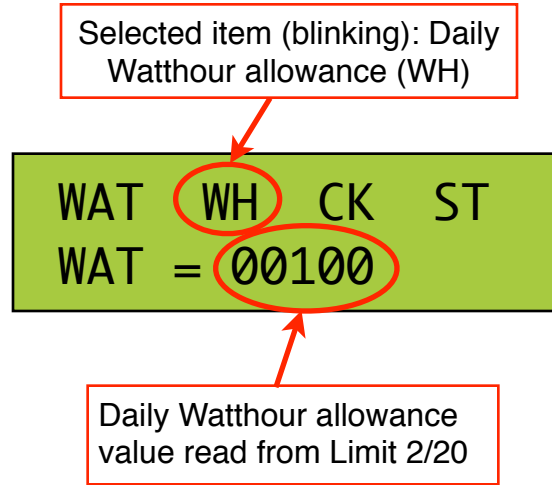 Selected item (blinking): Daily
Watthour allowance (WH)
WAT WH CK ST
WAT = 00100
Daily Watthour allowance
value read from Limit 2/20